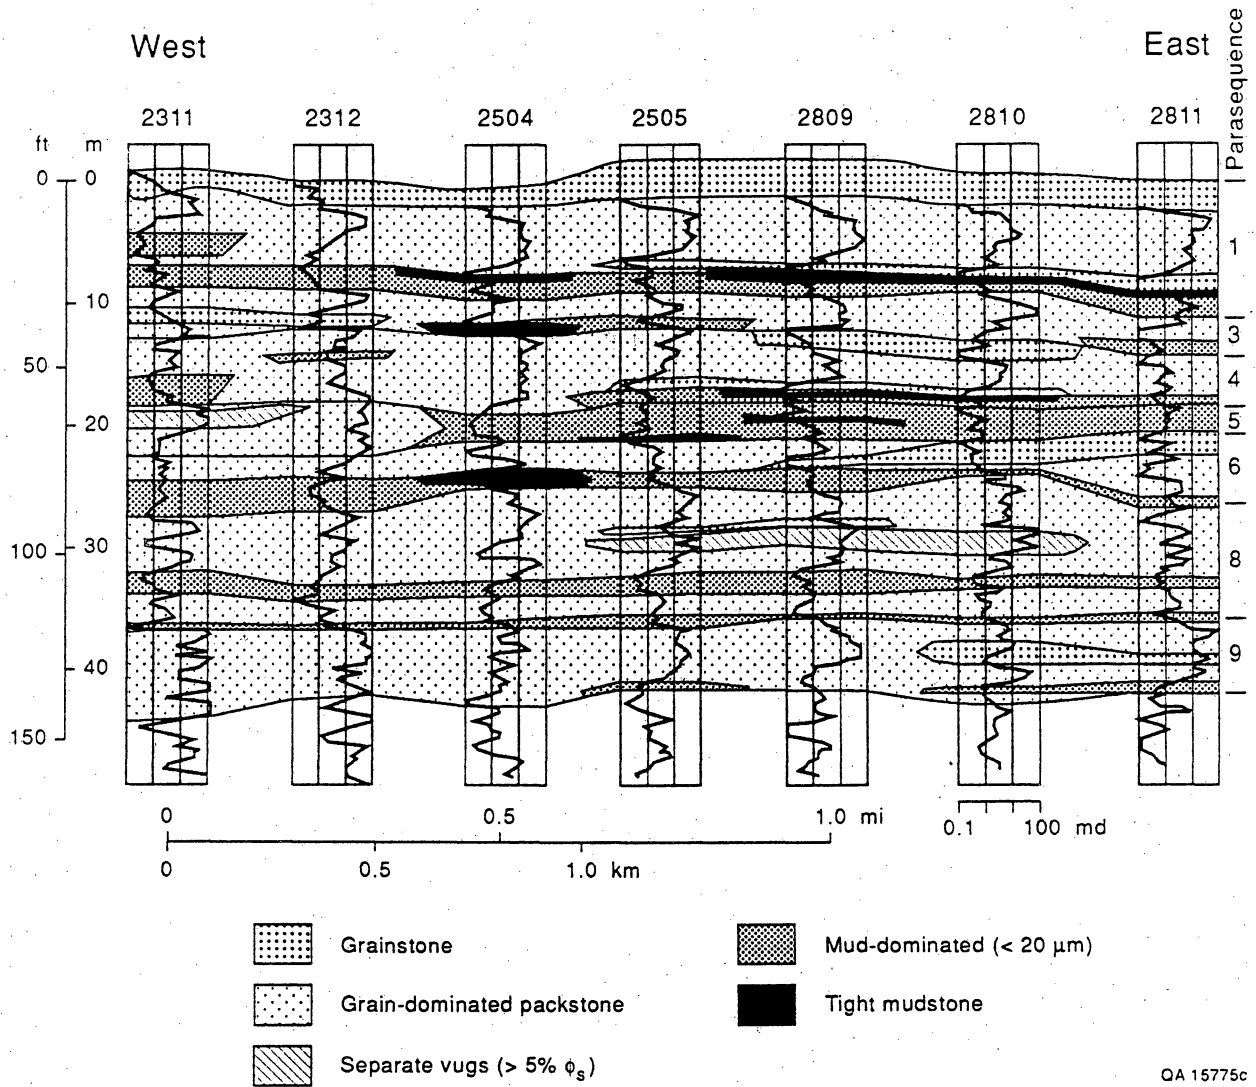 West East
Parasequence
2311 2312 2504 2505 2809 2810 2811
ft m
0 0
1
10
3
50
4
20 5
6
100 30
8
40 9
150
0 0.5 1.0 mi
0.1 100 md
0 0.5 1.0 km
Grainstone Mud-dominated (< 20 μm)
Grain-dominated packstone Tight mudstone
Separate vugs (> 5% ϕs)
QA 15775c